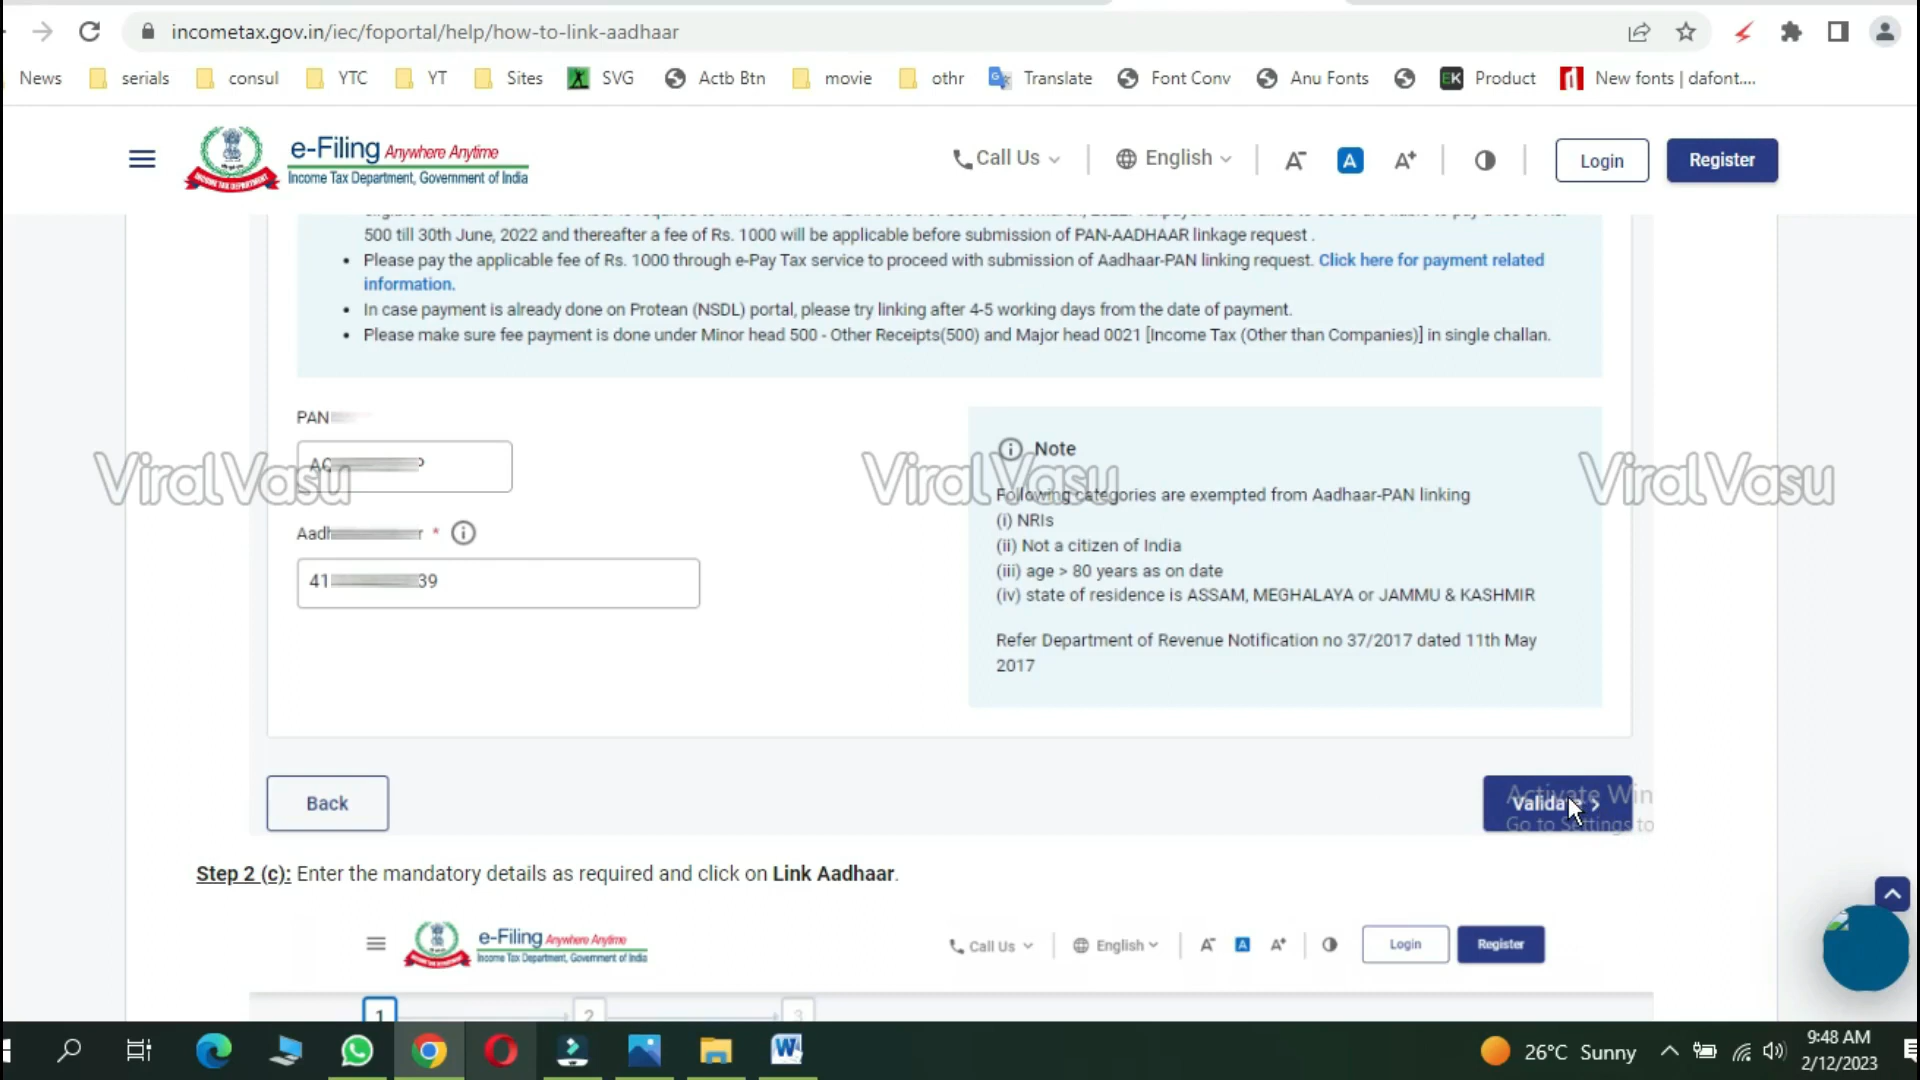 incometax.gov.in/iec/foportal/help/how-to-link-aadhaar
News serials consul YTC YT Sites SVG Actb Btn movie othr Translate Font Conv Anu Fonts EK Product New fonts | dafont....
e-Filing Anywhere Anytime
Income Tax Department, Government of India
Call Us English A- A A+ Login Register
500 till 30th June, 2022 and thereafter a fee of Rs. 1000 will be applicable before submission of PAN-AADHAAR linkage request .
• Please pay the applicable fee of Rs. 1000 through e-Pay Tax service to proceed with submission of Aadhaar-PAN linking request. Click here for payment related
information.
• In case payment is already done on Protean (NSDL) portal, please try linking after 4-5 working days from the date of payment.
• Please make sure fee payment is done under Minor head 500 - Other Receipts(500) and Major head 0021 [Income Tax (Other than Companies)] in single challan.
PAN
Note
Viral Vasu Viral Vasu Viral Vasu
Following categories are exempted from Aadhaar-PAN linking
(i) NRIs
(ii) Not a citizen of India
(iii) age > 80 years as on date
(iv) state of residence is ASSAM, MEGHALAYA or JAMMU & KASHMIR
Refer Department of Revenue Notification no 37/2017 dated 11th May
2017
41 39
Back
Activate Win
Go to Settings to
Step 2 (c): Enter the mandatory details as required and click on Link Aadhaar.
e-Filing Anywhere Anytime
Income Tax Department, Government of India
Call Us English A- A A+ Login Register
1 2 3
26°C Sunny
9:48 AM
2/12/2023